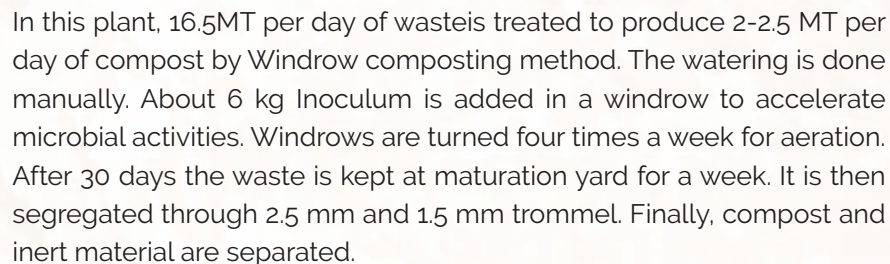 In this plant, 16.5MT per day of wasteis treated to produce 2-2.5 MT per
day of compost by Windrow composting method. The watering is done
manually. About 6 kg Inoculum is added in a windrow to accelerate
microbial activities. Windrows are turned four times a week for aeration.
After 30 days the waste is kept at maturation yard for a week. It is then
segregated through 2.5 mm and 1.5 mm trommel. Finally, compost and
inert material are separated.